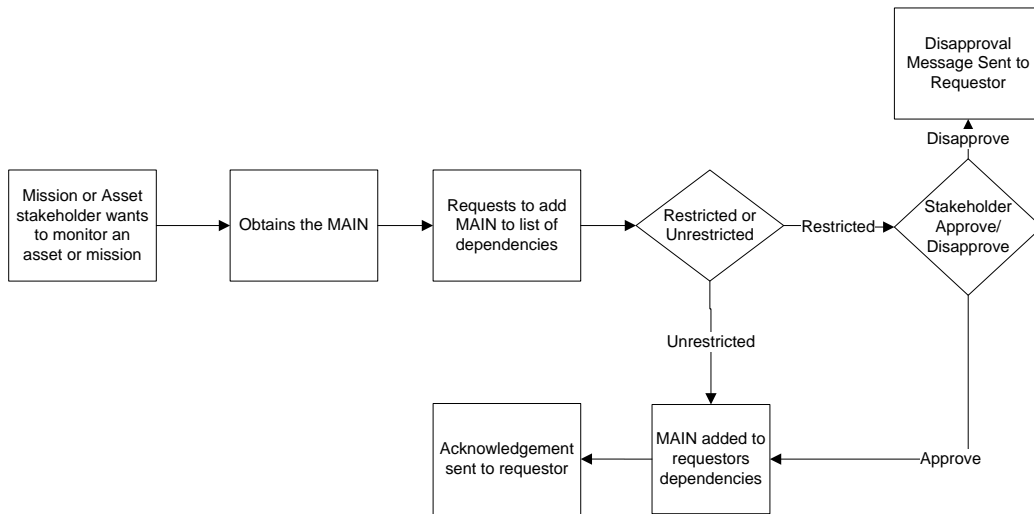 Disapproval
Message Sent to
Requestor
Disapprove
Mission or Asset
stakeholder wants
to monitor an
asset or mission
Obtains the MAIN
Requests to add
MAIN to list of
dependencies
Restricted or
Unrestricted
Restricted
Stakeholder
Approve/
Disapprove
Unrestricted
Acknowledgement
sent to requestor
MAIN added to
requestors
dependencies
Approve